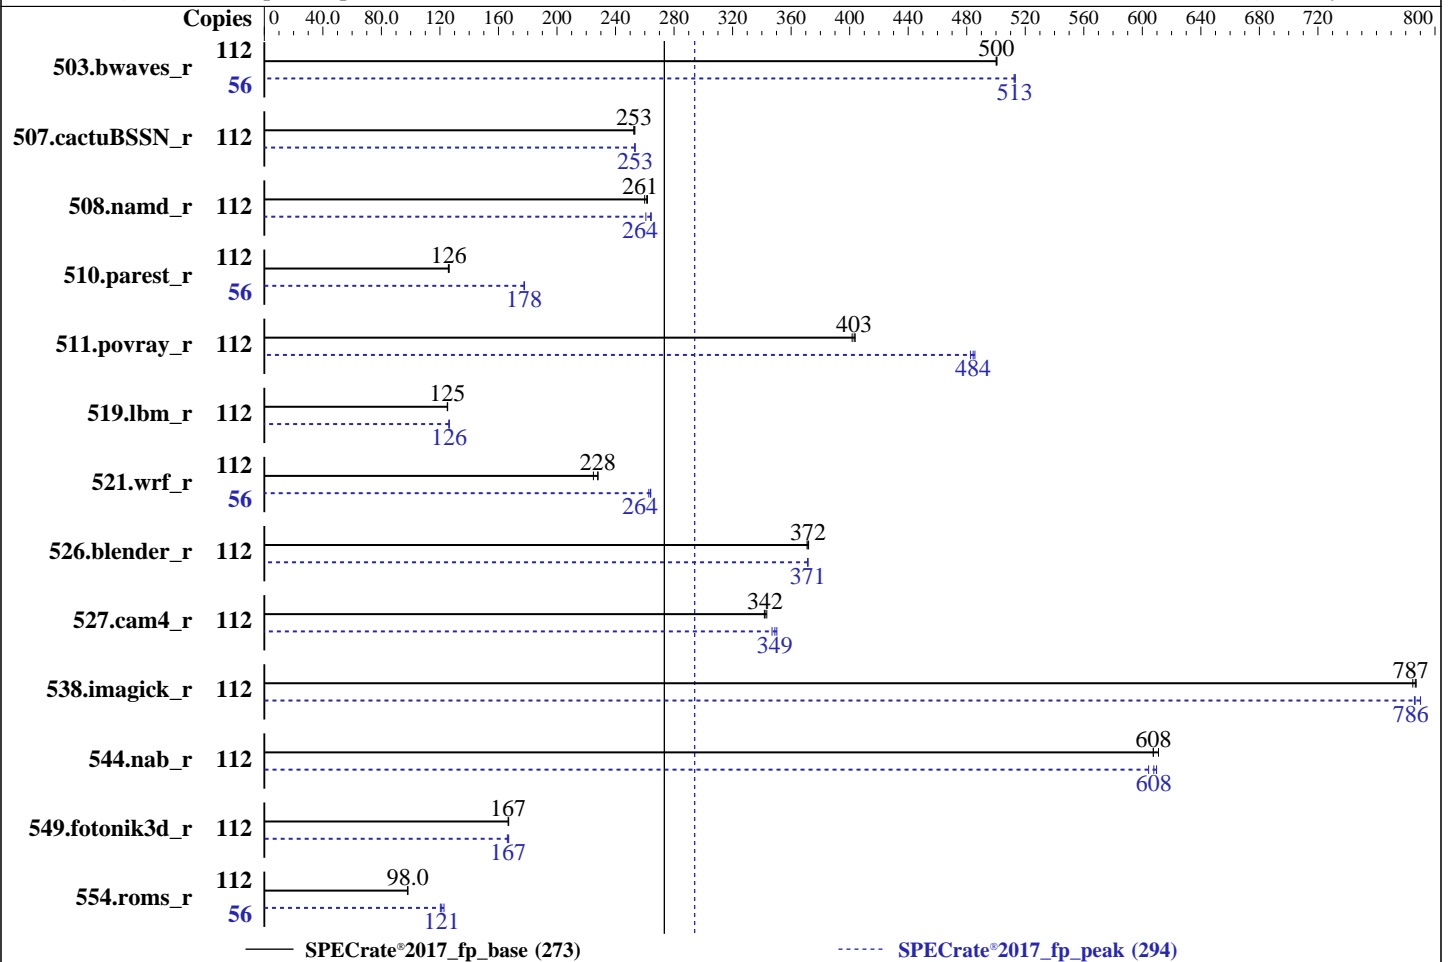 Copies 0 40.0 80.0 120 160 200 240 280 320 360 400 440 480 520 560 600 640 680 720 800
503.bwaves_r 112 500
56 513
507.cactuBSSN_r 112 253
253
508.namd_r 112 261
264
510.parest_r 112 126
56 178
511.povray_r 112 403
484
519.lbm_r 112 125
126
521.wrf_r 112 228
56 264
526.blender_r 112 372
371
527.cam4_r 112 342
349
538.imagick_r 112 787
786
544.nab_r 112 608
608
549.fotonik3d_r 112 167
167
554.roms_r 112 98.0
56 121
SPECrate®2017_fp_base (273) SPECrate®2017_fp_peak (294)